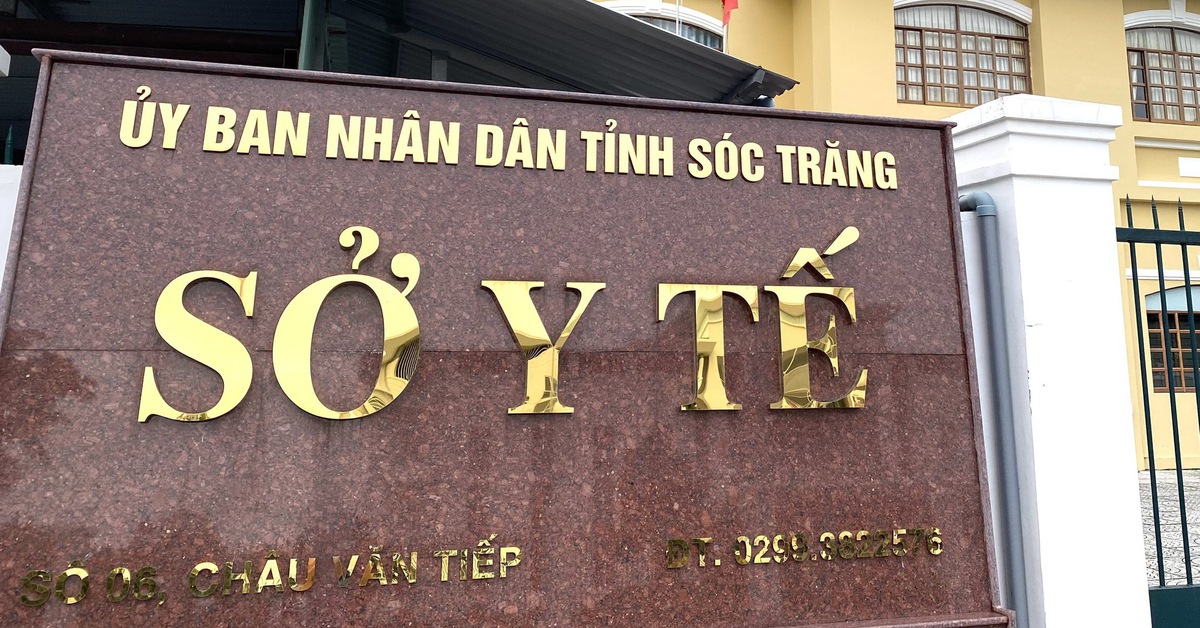 ỦY BAN NHÂN DÂN TỈNH SÓC TRĂNG
SỞ Y TẾ
SỐ 06, CHÂU VĂN TIẾP
ĐT. 0299.3822576